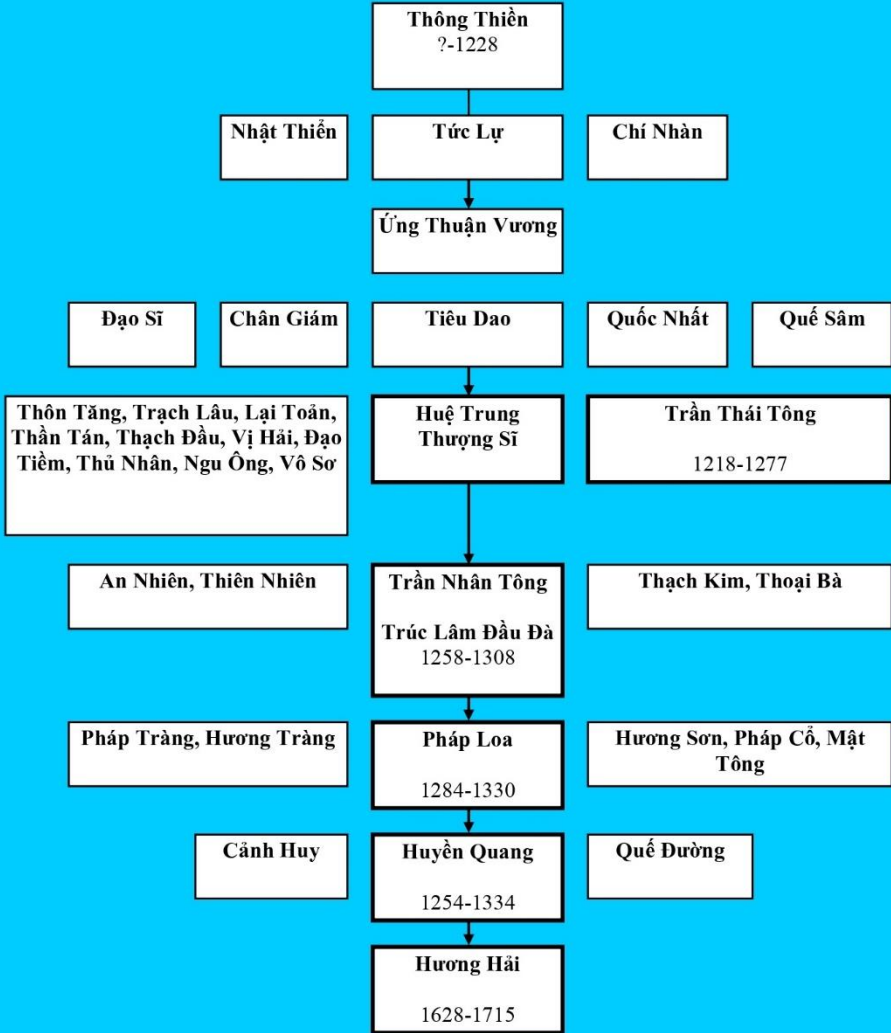 Thông Thiền
?-1228
Nhật Thiển
Tức Lự
Chí Nhàn
Ứng Thuận Vương
Đạo Sĩ
Chân Giám
Tiêu Dao
Quốc Nhất
Quế Sâm
Thôn Tăng, Trạch Lâu, Lại Toản,
Thần Tán, Thạch Đầu, Vị Hải, Đạo
Tiềm, Thủ Nhân, Ngu Ông, Vô Sơ
Huệ Trung
Thượng Sĩ
Trần Thái Tông
1218-1277
An Nhiên, Thiên Nhiên
Trần Nhân Tông
Trúc Lâm Đầu Đà
1258-1308
Thạch Kim, Thoại Bà
Pháp Tràng, Hương Tràng
Pháp Loa
1284-1330
Hương Sơn, Pháp Cổ, Mật
Tông
Cảnh Huy
Huyền Quang
1254-1334
Quế Đường
Hương Hải
1628-1715